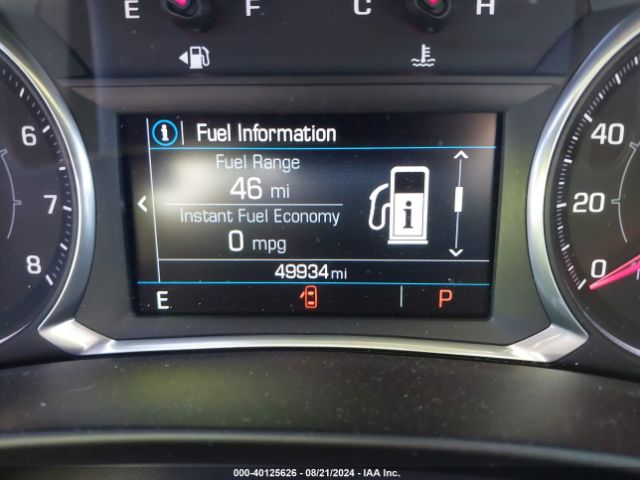 E F C H
Fuel Information
Fuel Range
46 mi
Instant Fuel Economy
0 mpg
49934 mi
E P
6
7
8
40
20
0
000-40125626 - 08/21/2024 - IAA Inc.